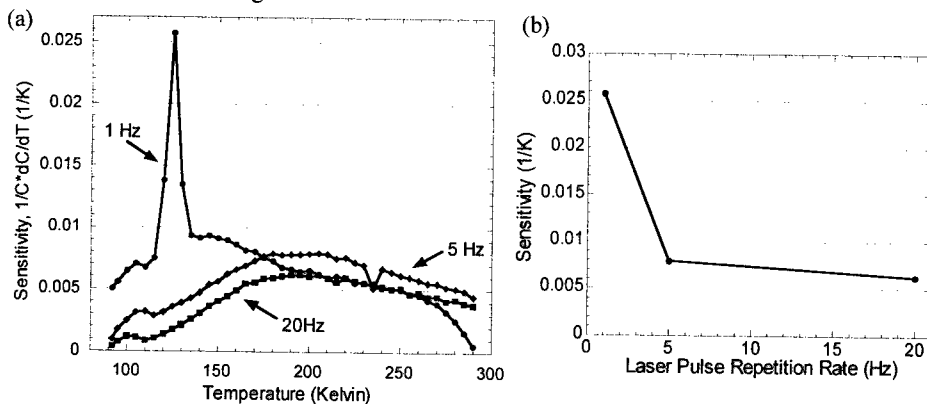 (a)
0.025
0.02
0.015
0.01
0.005
0
Sensitivity, 1/C*dC/dT (1/K)
1 Hz
5 Hz
20Hz
100 150 200 250 300
Temperature (Kelvin)
(b)
0.03
0.025
0.02
0.015
0.01
0.005
0
Sensitivity (1/K)
0 5 10 15 20
Laser Pulse Repetition Rate (Hz)